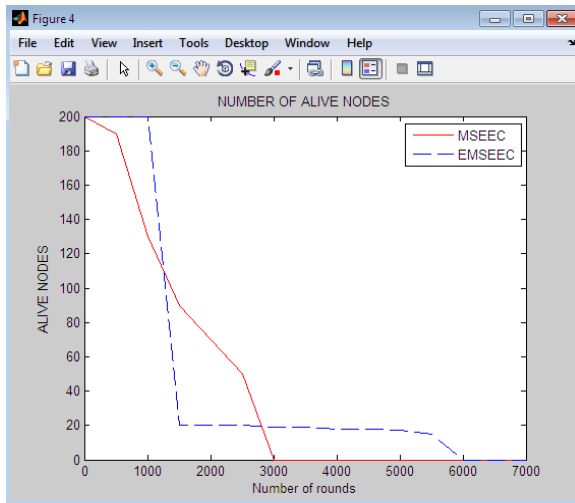 Figure 4
File Edit View Insert Tools Desktop Window Help
NUMBER OF ALIVE NODES
MSEEC
EMSEEC
200
180
160
140
120
100
80
60
40
20
0
ALIVE NODES
0 1000 2000 3000 4000 5000 6000 7000
Number of rounds